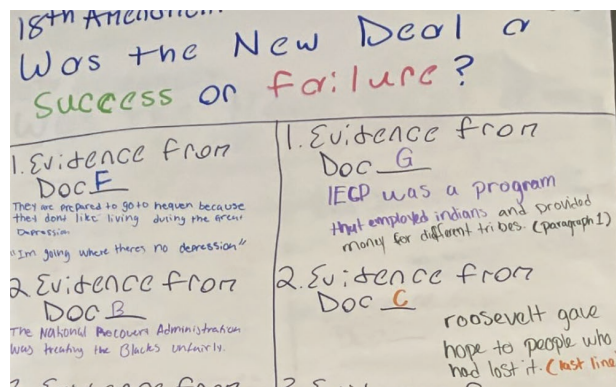 18th Amendment
Was the New Deal a
Success or failure?
1. Evidence from
Doc F
They are prepared to go to heaven because
they dont like living during the Great
Depression
"Im going where theres no depression"
2 Evidence from
Doc B
The National Recovery Administration
was treating the Blacks unfairly.
1. Evidence from
Doc G
IECP was a program
that employed indians and provided
money for different tribes. (paragraph 1)
2. Evidence from
Doc C
roosevelt gave
hope to people who
had lost it. (last line